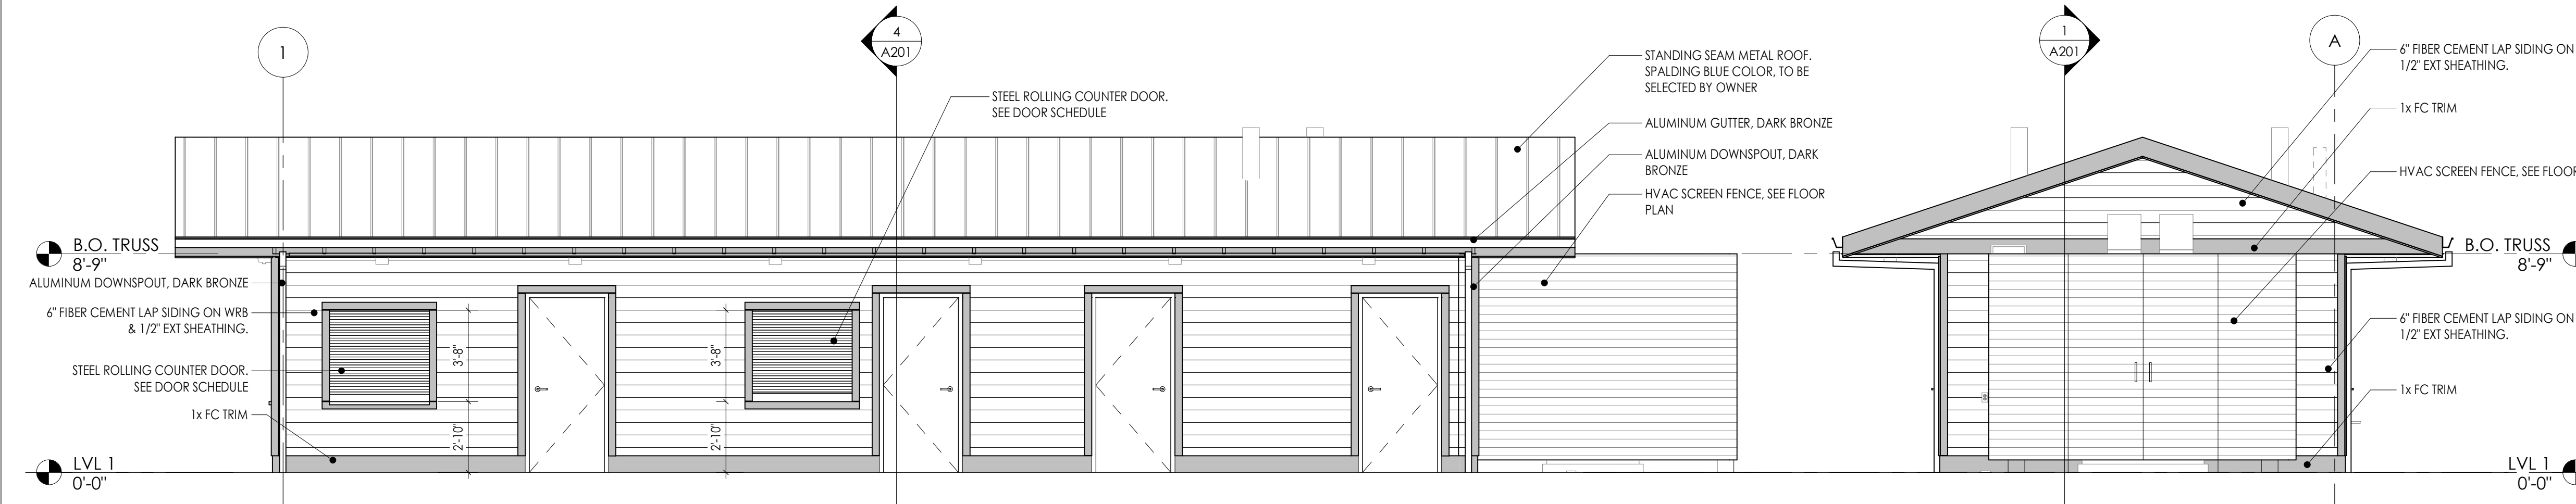 1
4
A201
STEEL ROLLING COUNTER DOOR.
SEE DOOR SCHEDULE
STANDING SEAM METAL ROOF.
SPALDING BLUE COLOR, TO BE
SELECTED BY OWNER
ALUMINUM GUTTER, DARK BRONZE
ALUMINUM DOWNSPOUT, DARK
BRONZE
HVAC SCREEN FENCE, SEE FLOOR
PLAN
B.O. TRUSS
8'-9"
ALUMINUM DOWNSPOUT, DARK BRONZE
6" FIBER CEMENT LAP SIDING ON WRB
& 1/2" EXT SHEATHING.
STEEL ROLLING COUNTER DOOR.
SEE DOOR SCHEDULE
1x FC TRIM
LVL 1
0'-0"
3'-8"
2'-10"
3'-8"
2'-10"
1
A201
A
6" FIBER CEMENT LAP SIDING ON
1/2" EXT SHEATHING.
1x FC TRIM
HVAC SCREEN FENCE, SEE FLOOR
B.O. TRUSS
8'-9"
6" FIBER CEMENT LAP SIDING ON
1/2" EXT SHEATHING.
1x FC TRIM
LVL 1
0'-0"